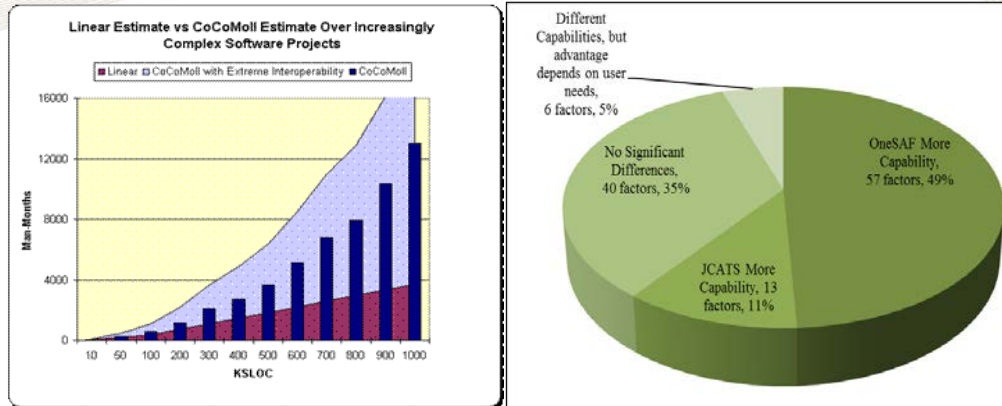 Linear Estimate vs CoCoMoII Estimate Over Increasingly
Complex Software Projects
Linear CoCoMoII with Extreme Interoperability CoCoMoII
16000
12000
8000
4000
0
Man-Months
10 50 100 200 300 400 500 600 700 800 900 1000
KSLOC
Different
Capabilities, but
advantage
depends on user
needs,
6 factors, 5%
OneSAF More
Capability,
57 factors, 49%
No Significant
Differences,
40 factors, 35%
JCATS More
Capability, 13
factors, 11%